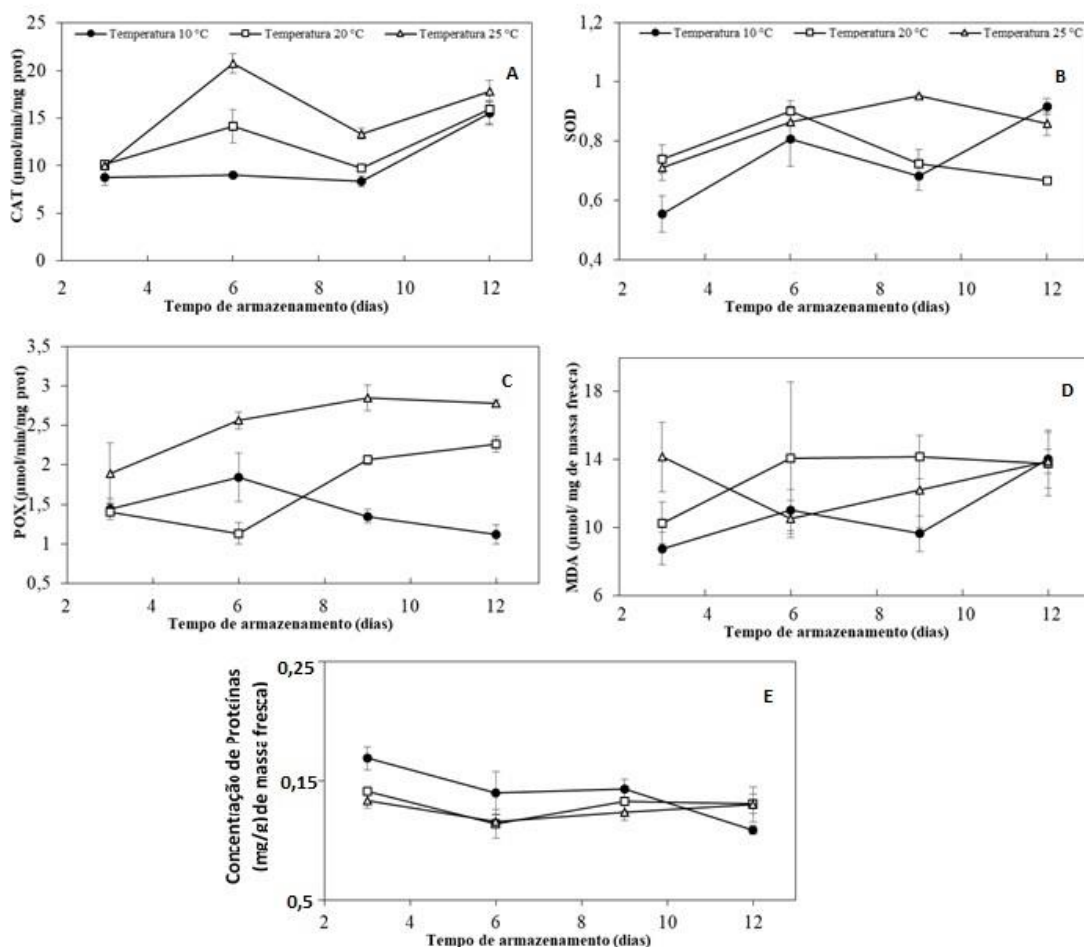 25
20
15
10
5
0
CAT (µmol/min/mg prot)
Temperatura 10 °C
Temperatura 20 °C
Temperatura 25 °C
A
2 4 6 8 10 12
Tempo de armazenamento (dias)
1,2
1
0,8
0,6
0,4
SOD
Temperatura 10 °C
Temperatura 20 °C
Temperatura 25 °C
B
2 4 6 8 10 12
Tempo de armazenamento (dias)
3,5
3
2,5
2
1,5
1
0,5
POX (µmol/min/mg prot)
C
2 4 6 8 10 12
Tempo de armazenamento (dias)
18
14
10
6
MDA (µmol/ mg de massa fresca)
D
2 4 6 8 10 12
Tempo de armazenamento (dias)
0,25
0,15
0,5
Concentração de Proteínas
(mg/g) de massa fresca)
E
2 4 6 8 10 12
Tempo de armazenamento (dias)